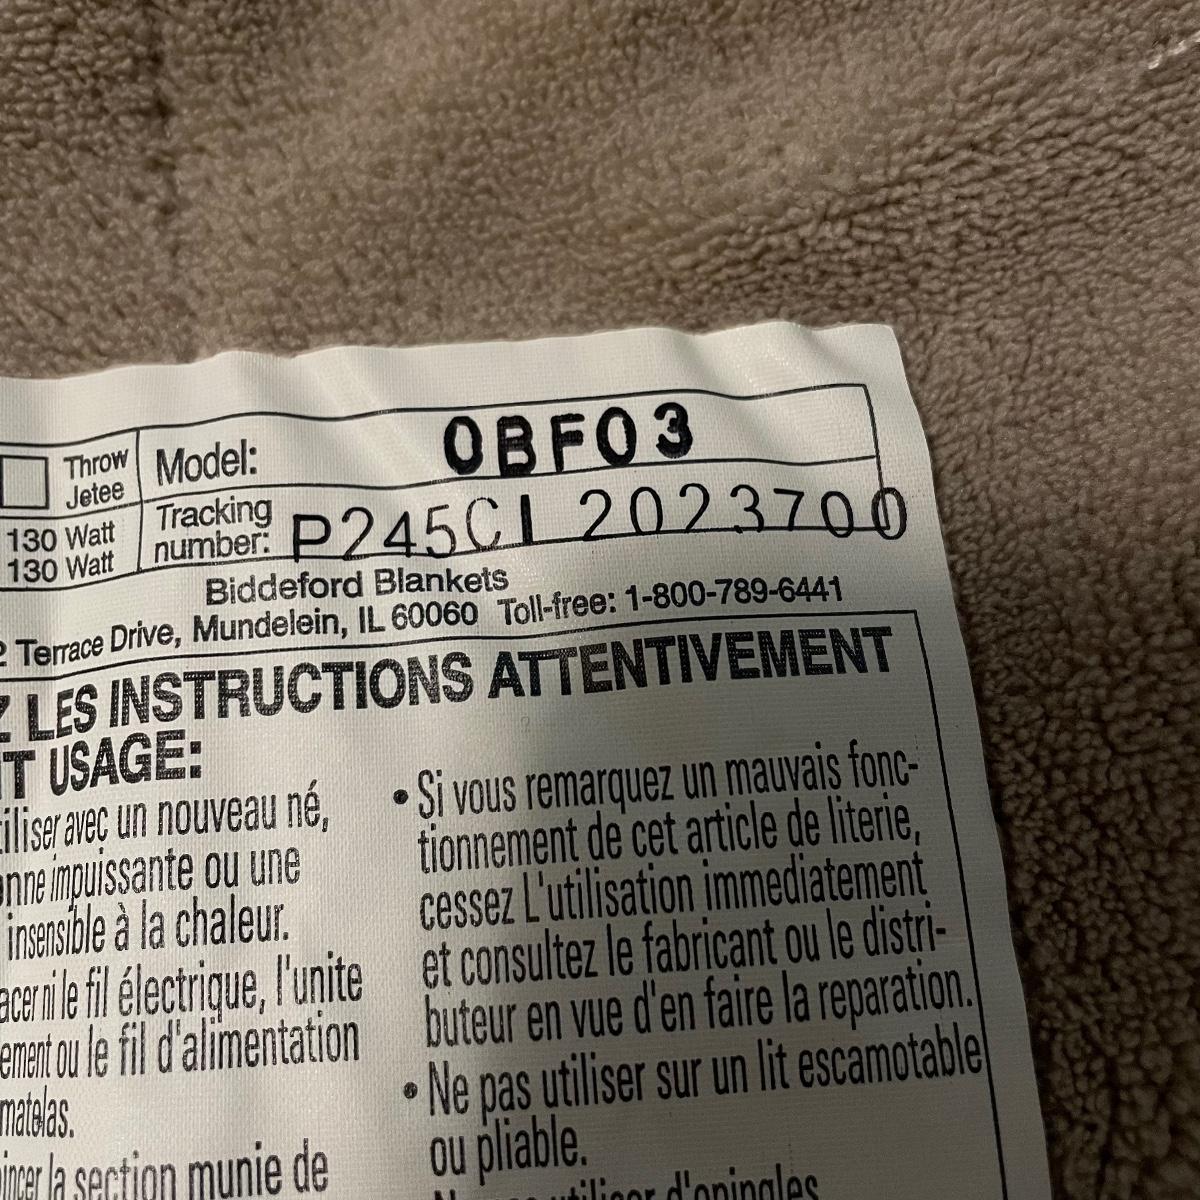 Throw
Jetee
Model: 0BF03
130 Watt
130 Watt
Tracking
number: P245CI 2023700
Biddeford Blankets
Terrace Drive, Mundelein, IL 60060 Toll-free: 1-800-789-6441
LES INSTRUCTIONS ATTENTIVEMENT
USAGE:
avec un nouveau né,
impuissante ou une
insensible à la chaleur.
ni le fil électrique, l'unite
ou le fil d'alimentation
matelas.
la section munie de
• Si vous remarquez un mauvais fonc-
tionnement de cet article de literie,
cessez L'utilisation immediatement
et consultez le fabricant ou le distri-
buteur en vue d'en faire la reparation.
• Ne pas utiliser sur un lit escamotable
ou pliable.
utiliser d'epingles